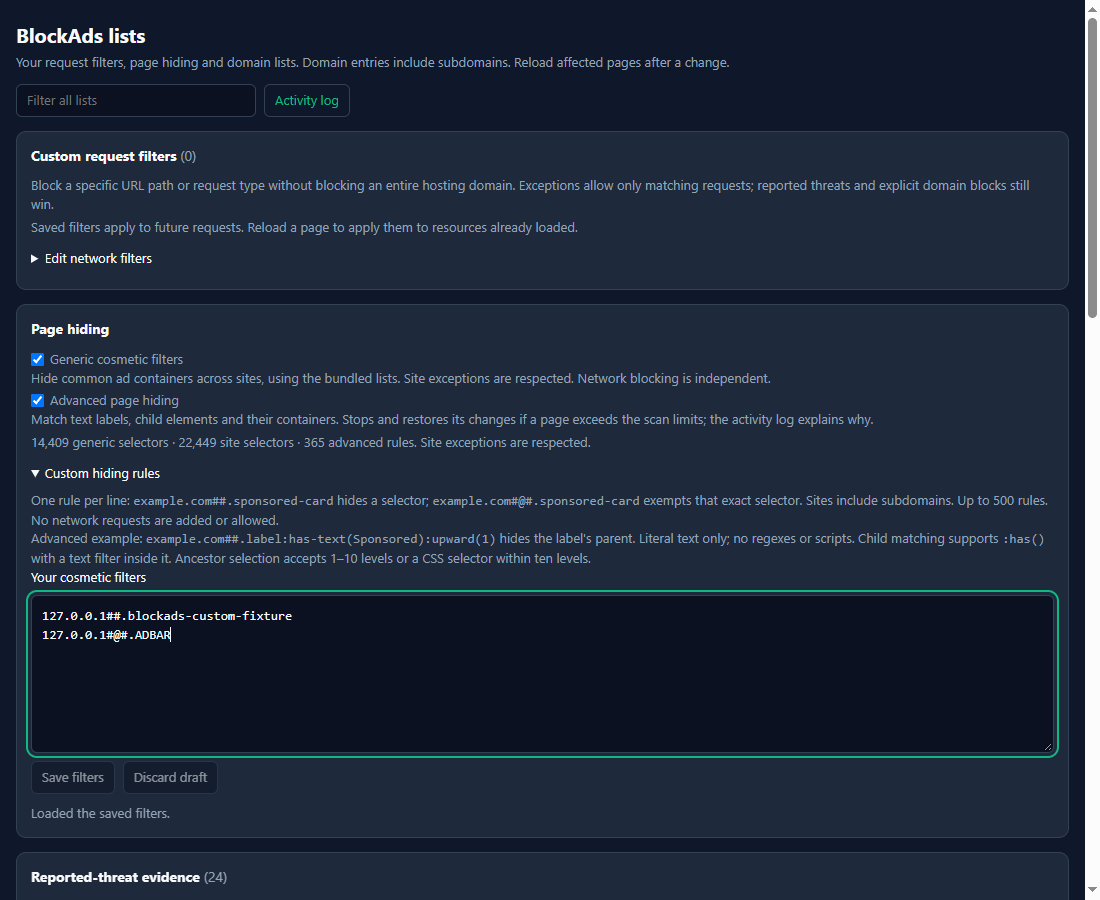 BlockAds lists
Your request filters, page hiding and domain lists. Domain entries include subdomains. Reload affected pages after a change.
Filter all lists
Activity log
Custom request filters (0)
Block a specific URL path or request type without blocking an entire hosting domain. Exceptions allow only matching requests; reported threats and explicit domain blocks still
win.
Saved filters apply to future requests. Reload a page to apply them to resources already loaded.
Edit network filters
Page hiding
Generic cosmetic filters
Hide common ad containers across sites, using the bundled lists. Site exceptions are respected. Network blocking is independent.
Advanced page hiding
Match text labels, child elements and their containers. Stops and restores its changes if a page exceeds the scan limits; the activity log explains why.
14,409 generic selectors · 22,449 site selectors · 365 advanced rules. Site exceptions are respected.
Custom hiding rules
One rule per line: example.com##.sponsored-card hides a selector; example.com#@#.sponsored-card exempts that exact selector. Sites include subdomains. Up to 500 rules.
No network requests are added or allowed.
Advanced example: example.com##.label:has-text(Sponsored):upward(1) hides the label's parent. Literal text only; no regexes or scripts. Child matching supports :has()
with a text filter inside it. Ancestor selection accepts 1–10 levels or a CSS selector within ten levels.
Your cosmetic filters
127.0.0.1##.blockads-custom-fixture
127.0.0.1#@#.ADBAR
Save filters
Discard draft
Loaded the saved filters.
Reported-threat evidence (24)